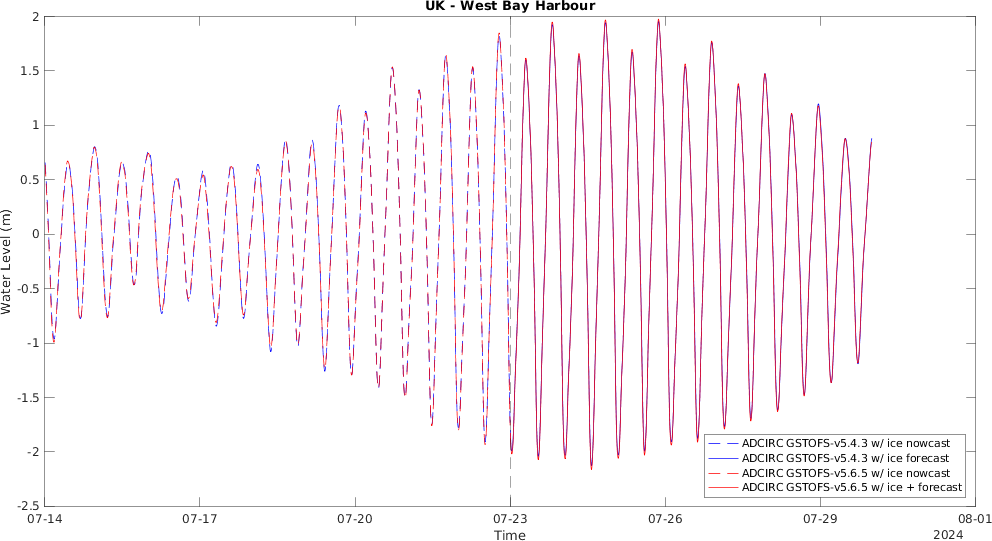 UK - West Bay Harbour
2
1.5
1
0.5
0
-0.5
-1
-1.5
-2
-2.5
Water Level (m)
07-14 07-17 07-20 07-23 07-26 07-29 08-01
Time
2024
ADCIRC GSTOFS-v5.4.3 w/ ice nowcast
ADCIRC GSTOFS-v5.4.3 w/ ice forecast
ADCIRC GSTOFS-v5.6.5 w/ ice nowcast
ADCIRC GSTOFS-v5.6.5 w/ ice + forecast